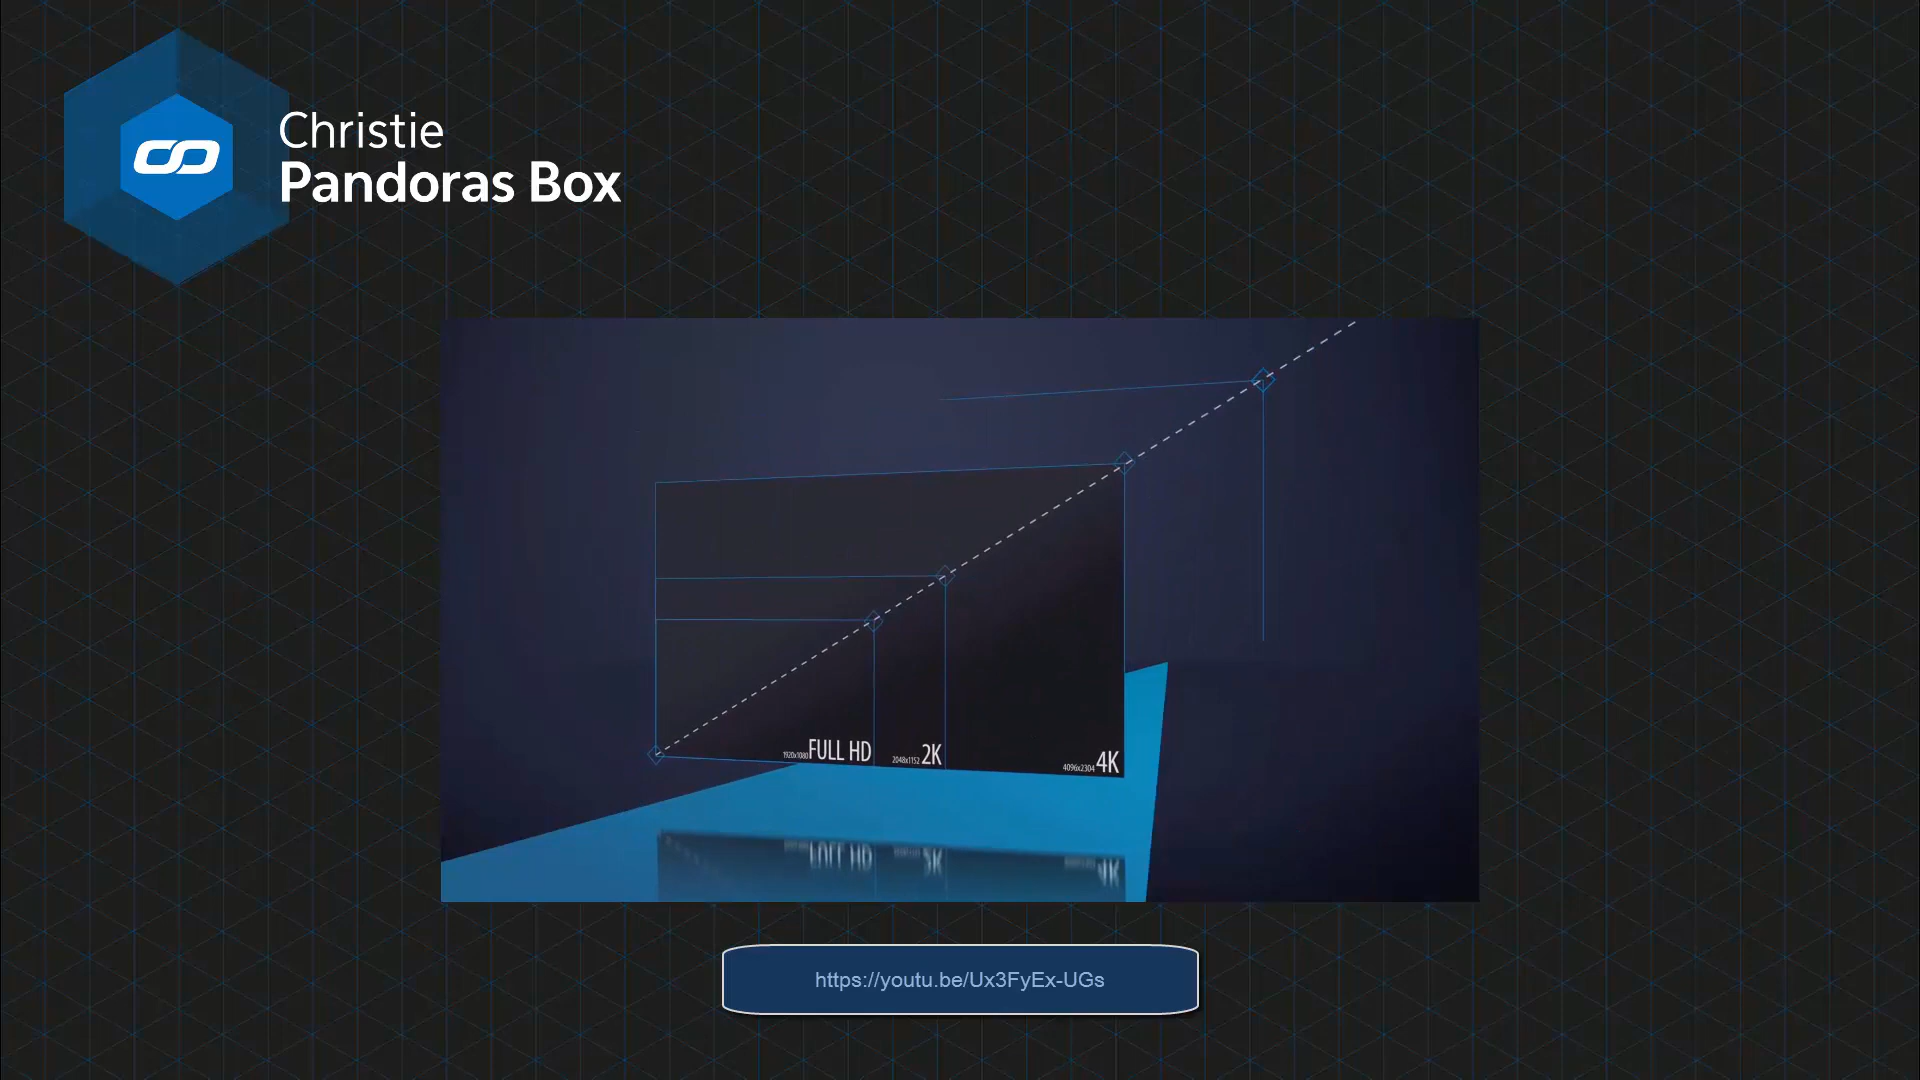 Christie
Pandoras Box
1920x1080 FULL HD 2048x1152 2K 4096x2304 4K
https://youtu.be/Ux3FyEx-UGs